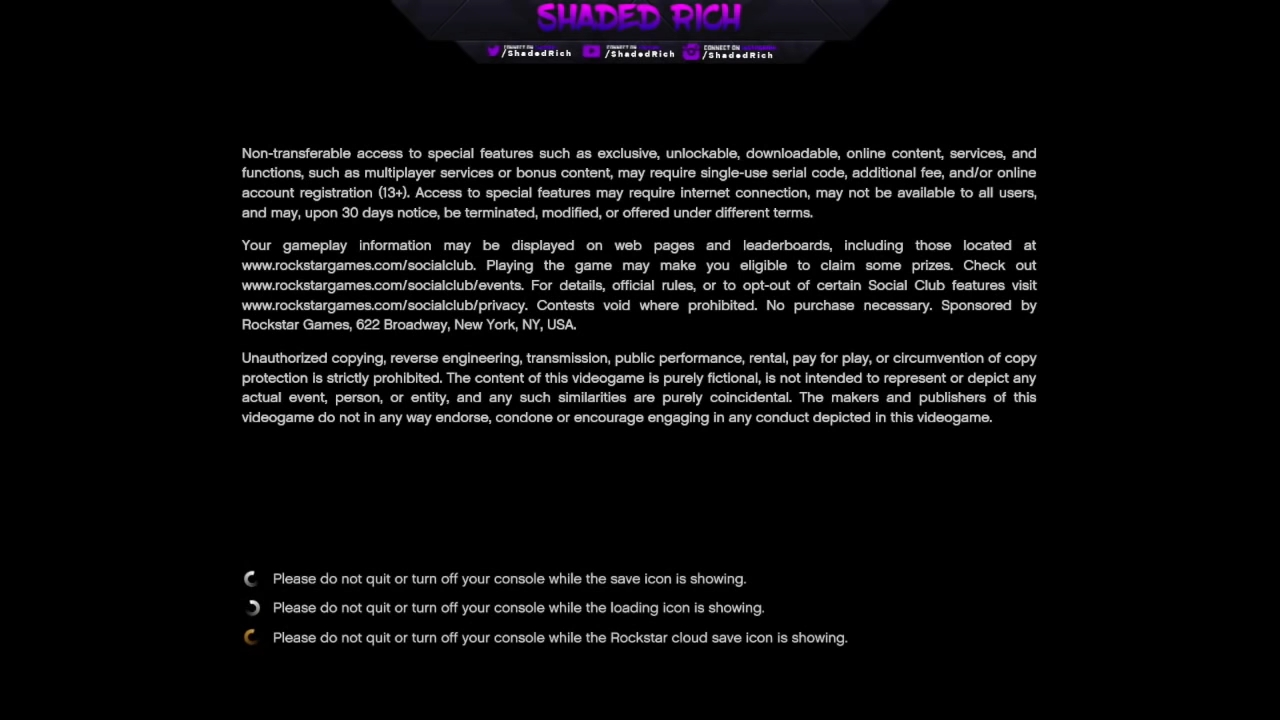 SHADED RICH
CONNECT ON
/ShadedRich
CONNECT ON
/ShadedRich
CONNECT ON
/ShadedRich
Non-transferable access to special features such as exclusive, unlockable, downloadable, online content, services, and
functions, such as multiplayer services or bonus content, may require single-use serial code, additional fee, and/or online
account registration (13+). Access to special features may require internet connection, may not be available to all users,
and may, upon 30 days notice, be terminated, modified, or offered under different terms.
Your gameplay information may be displayed on web pages and leaderboards, including those located at
www.rockstargames.com/socialclub. Playing the game may make you eligible to claim some prizes. Check out
www.rockstargames.com/socialclub/events. For details, official rules, or to opt-out of certain Social Club features visit
www.rockstargames.com/socialclub/privacy. Contests void where prohibited. No purchase necessary. Sponsored by
Rockstar Games, 622 Broadway, New York, NY, USA.
Unauthorized copying, reverse engineering, transmission, public performance, rental, pay for play, or circumvention of copy
protection is strictly prohibited. The content of this videogame is purely fictional, is not intended to represent or depict any
actual event, person, or entity, and any such similarities are purely coincidental. The makers and publishers of this
videogame do not in any way endorse, condone or encourage engaging in any conduct depicted in this videogame.
Please do not quit or turn off your console while the save icon is showing.
Please do not quit or turn off your console while the loading icon is showing.
Please do not quit or turn off your console while the Rockstar cloud save icon is showing.